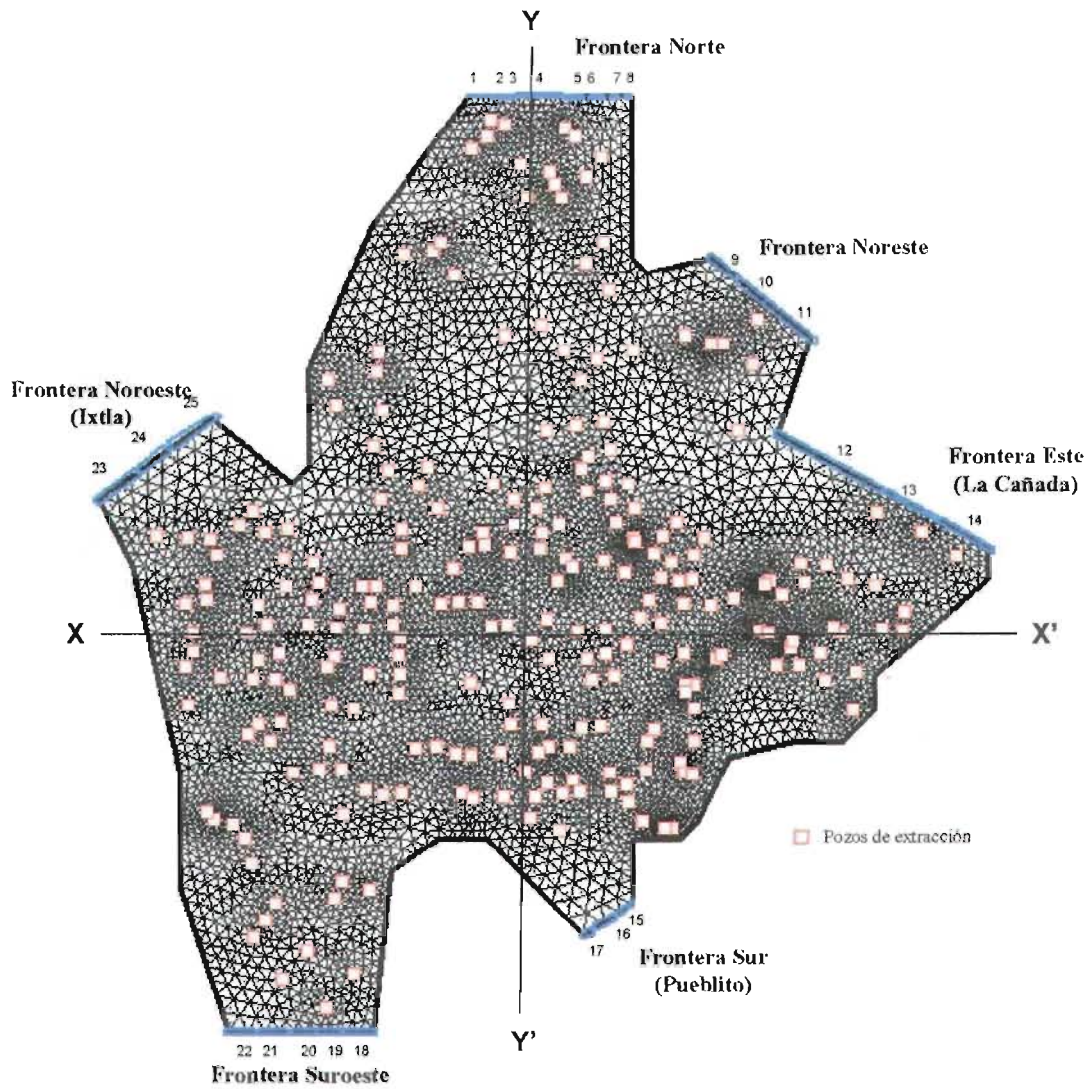 Y
Frontera Norte
1 2 3 4 5 6 7 8
Frontera Noreste
9
10
11
Frontera Noroeste
(Ixtla)
25
24
23
12
Frontera Este
(La Cañada)
13
14
X
X'
Pozos de extracción
15
16
17
Frontera Sur
(Pueblito)
Y'
22 21 20 19 18
Frontera Suroeste